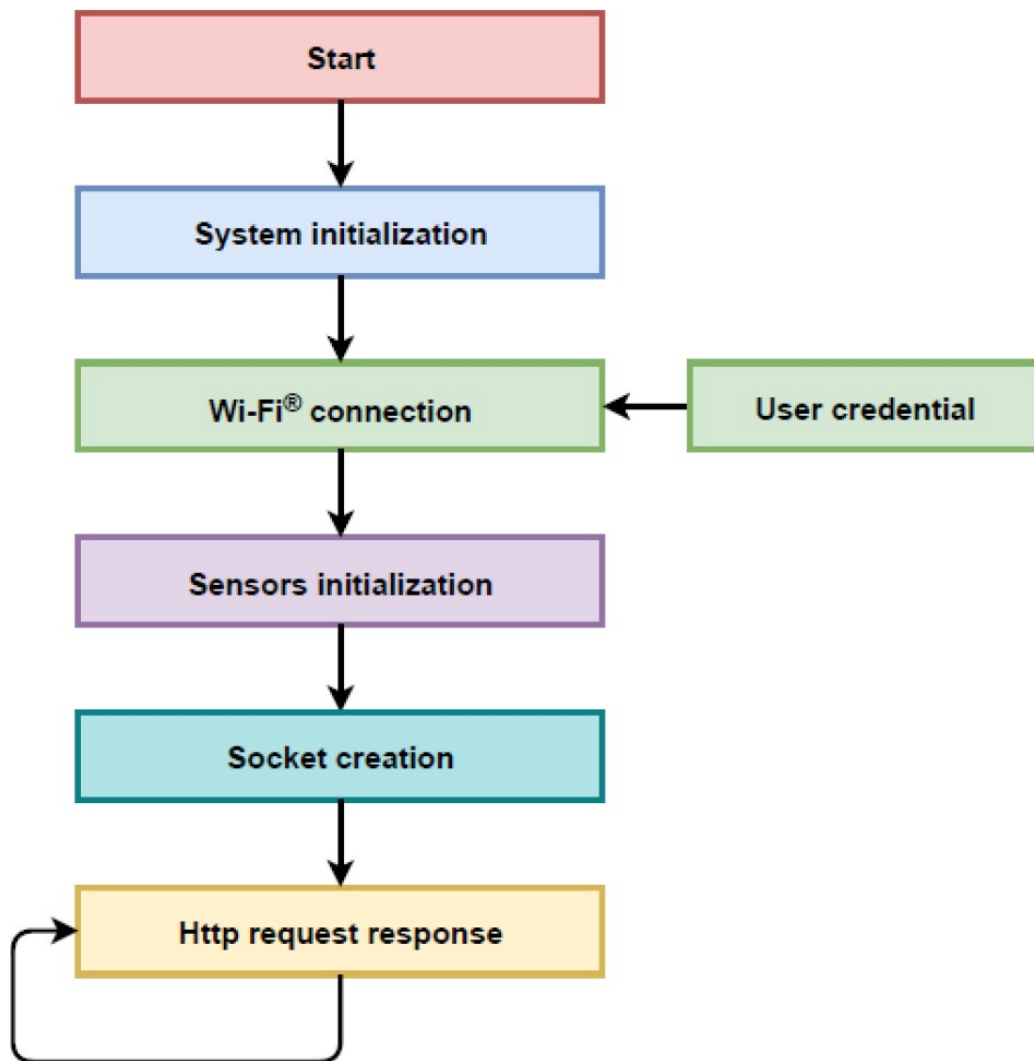 Start
System initialization
Wi-Fi® connection
User credential
Sensors initialization
Socket creation
Http request response